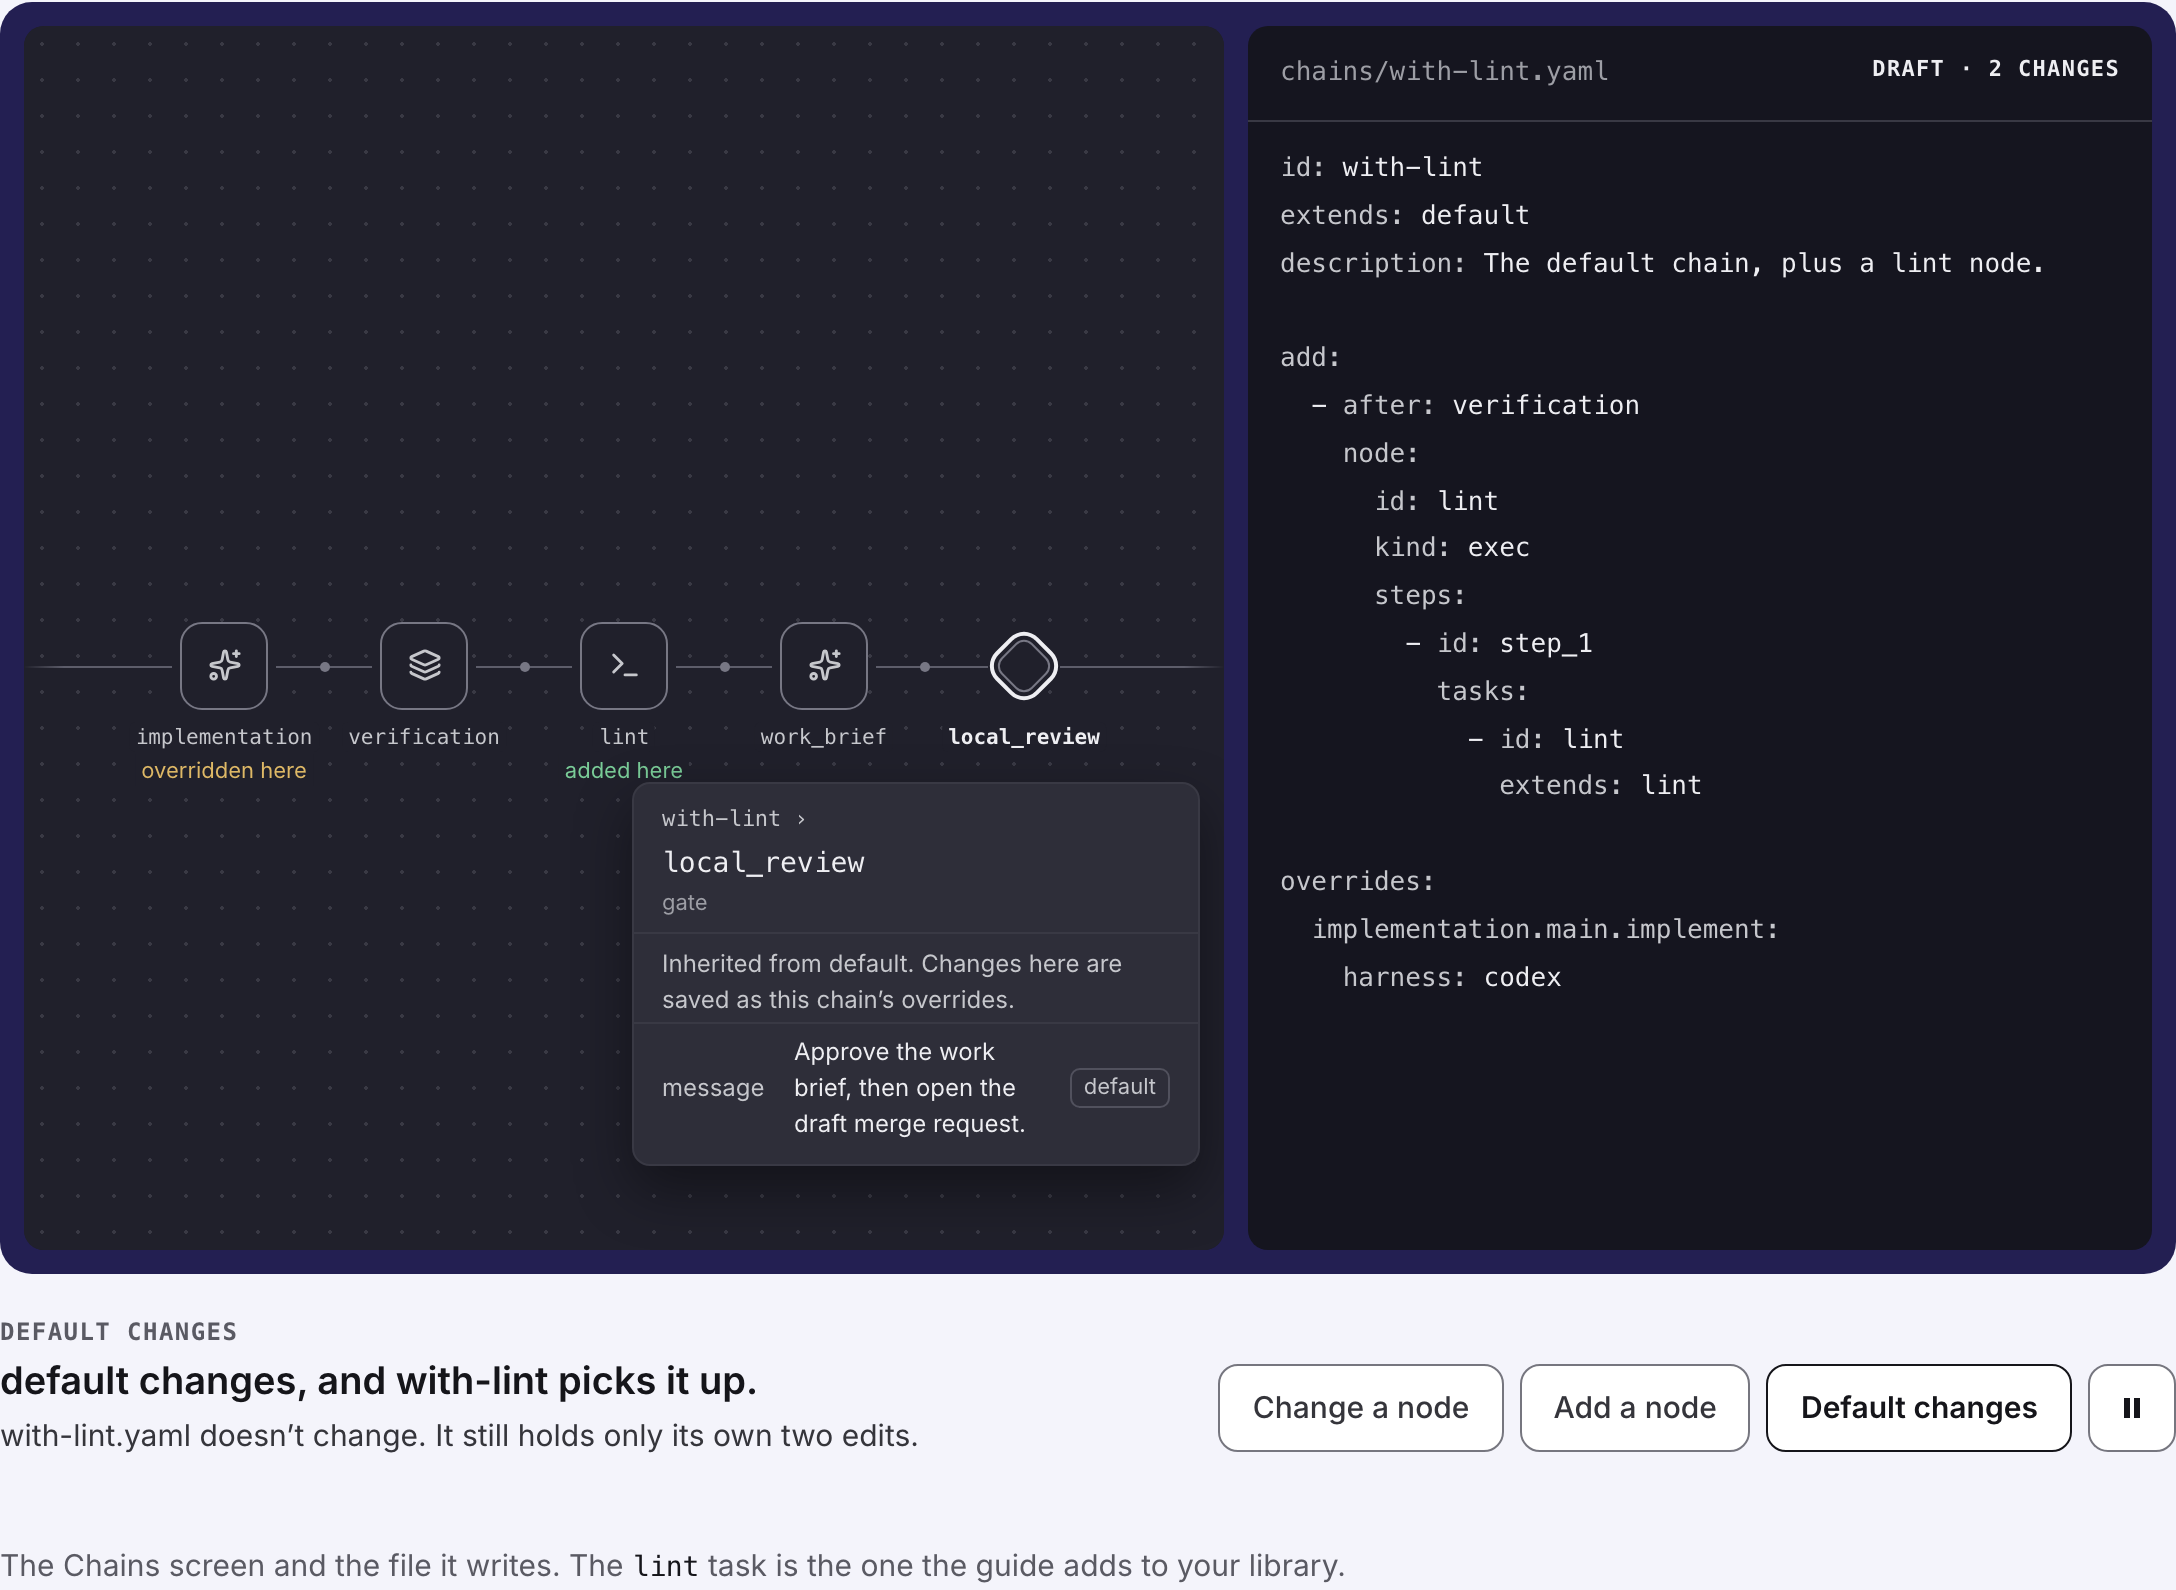 implementation
overridden here
verification
lint
added here
work_brief
local_review
with-lint ›
local_review
gate
Inherited from default. Changes here are
saved as this chain’s overrides.
message
Approve the work
brief, then open the
draft merge request.
default
chains/with-lint.yaml
DRAFT · 2 CHANGES
id: with-lint
extends: default
description: The default chain, plus a lint node.
add:
  - after: verification
    node:
      id: lint
      kind: exec
      steps:
        - id: step_1
          tasks:
            - id: lint
              extends: lint
overrides:
  implementation.main.implement:
    harness: codex
DEFAULT CHANGES
default changes, and with-lint picks it up.
with-lint.yaml doesn’t change. It still holds only its own two edits.
Change a node
Add a node
Default changes
The Chains screen and the file it writes. The lint task is the one the guide adds to your library.